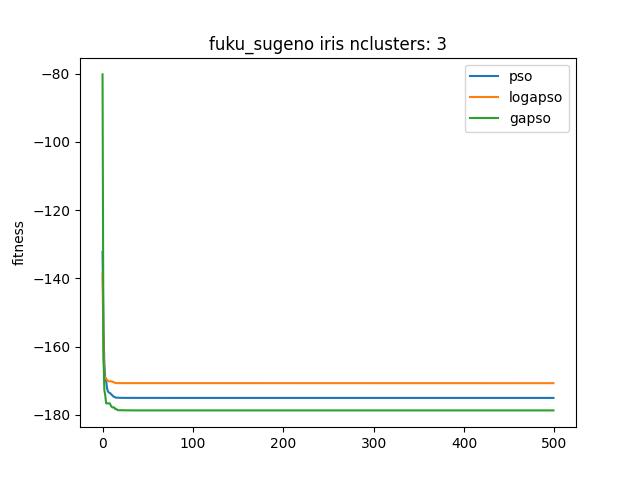 fuku_sugeno iris nclusters: 3
pso
logapso
gapso
fitness
−80
−100
−120
−140
−160
−180
0 100 200 300 400 500